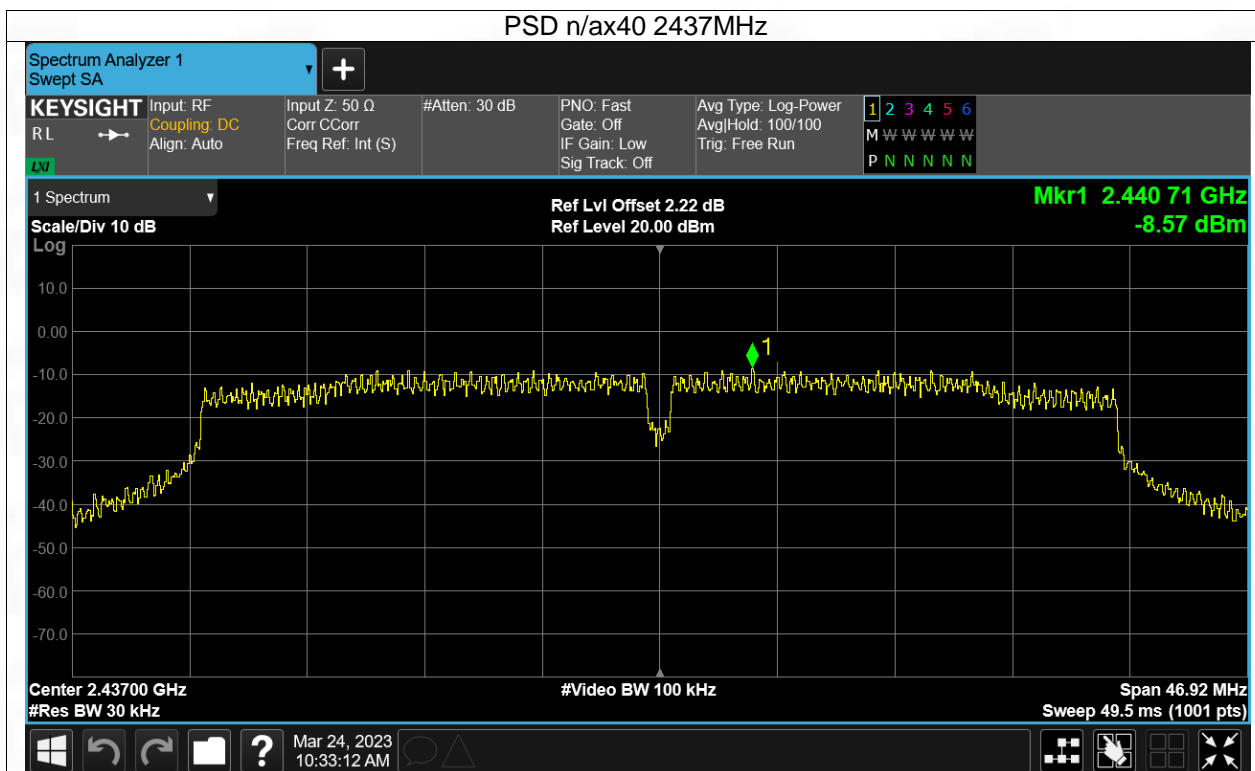 PSD n/ax40 2437MHz
Spectrum Analyzer 1
Swept SA
KEYSIGHT
RL
LXI
Input: RF
Coupling: DC
Align: Auto
Input Z: 50 Ω
Corr CCorr
Freq Ref: Int (S)
#Atten: 30 dB
PNO: Fast
Gate: Off
IF Gain: Low
Sig Track: Off
Avg Type: Log-Power
Avg|Hold: 100/100
Trig: Free Run
1 2 3 4 5 6
M W W W W W
P N N N N N
1 Spectrum
Scale/Div 10 dB
Ref Lvl Offset 2.22 dB
Ref Level 20.00 dBm
Mkr1 2.440 71 GHz
-8.57 dBm
Log
10.0
0.00
-10.0
-20.0
-30.0
-40.0
-50.0
-60.0
-70.0
1
Center 2.43700 GHz
#Res BW 30 kHz
#Video BW 100 kHz
Span 46.92 MHz
Sweep 49.5 ms (1001 pts)
?
Mar 24, 2023
10:33:12 AM